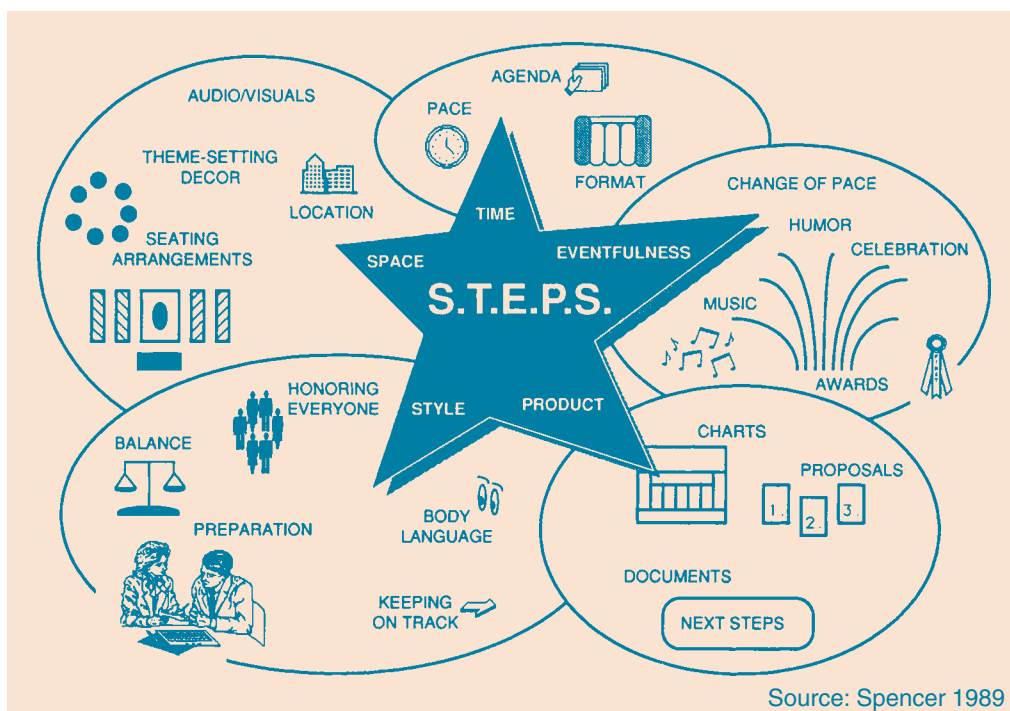 AUDIO/VISUALS
THEME-SETTING
DECOR
LOCATION
SEATING
ARRANGEMENTS
AGENDA
PACE
FORMAT
CHANGE OF PACE
HUMOR
CELEBRATION
MUSIC
AWARDS
FIRST
TIME
SPACE
EVENTFULNESS
S.T.E.P.S.
STYLE
PRODUCT
HONORING
EVERYONE
BALANCE
PREPARATION
BODY
LANGUAGE
KEEPING
ON TRACK
CHARTS
PROPOSALS
1.
2.
3.
DOCUMENTS
NEXT STEPS
Source: Spencer 1989